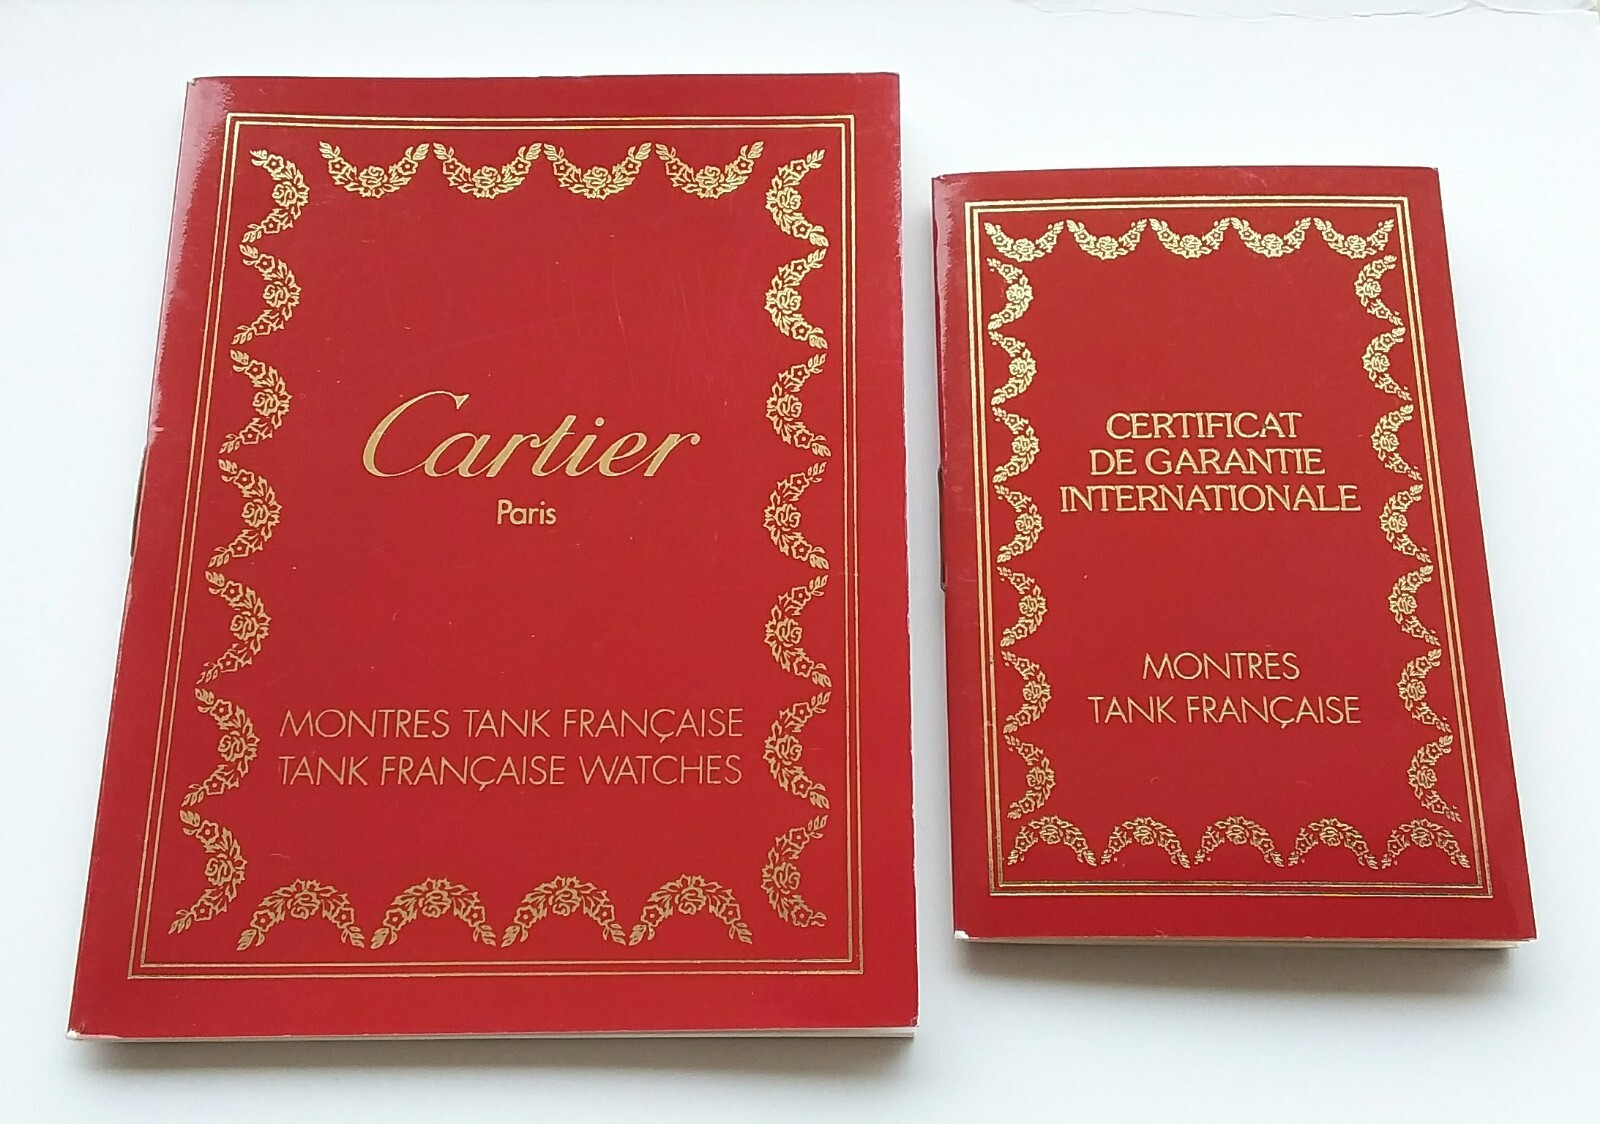 Cartier
Paris
MONTRES TANK FRANÇAISE
TANK FRANÇAISE WATCHES
CERTIFICAT
DE GARANTIE
INTERNATIONALE
MONTRES
TANK FRANÇAISE